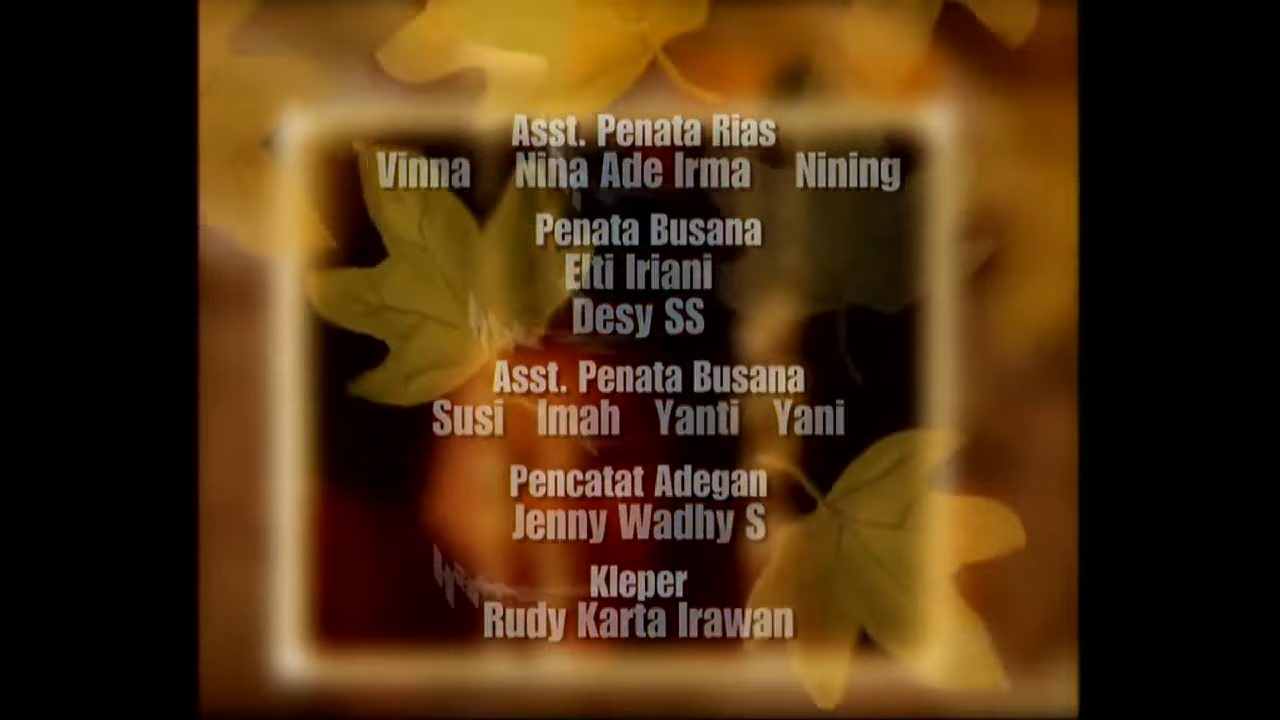 Asst. Penata Rias
Vinna Nina Ade Irma Nining
Penata Busana
Elti Iriani
Desy SS
Asst. Penata Busana
Susi Imah Yanti Yani
Pencatat Adegan
Jenny Wadhy S
Kleper
Rudy Karta Irawan